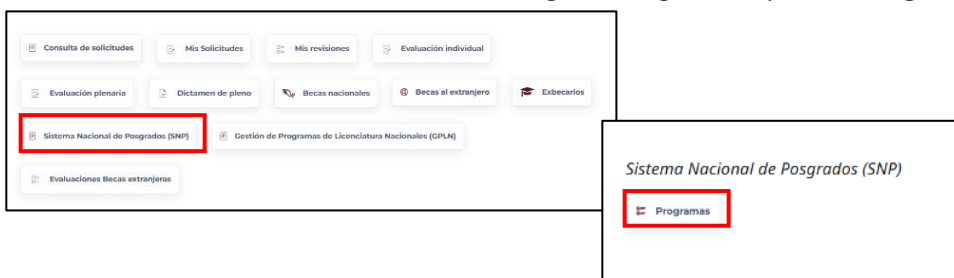 Consulta de solicitudes Mis Solicitudes Mis revisiones Evaluación individual
Evaluación plenaria Dictamen de pleno Becas nacionales Becas al extranjero Exbecarios
Sistema Nacional de Posgrados (SNP) Gestión de Programas de Licenciatura Nacionales (GPLN)
Evaluaciones Becas extranjeras
Sistema Nacional de Posgrados (SNP)
Programas